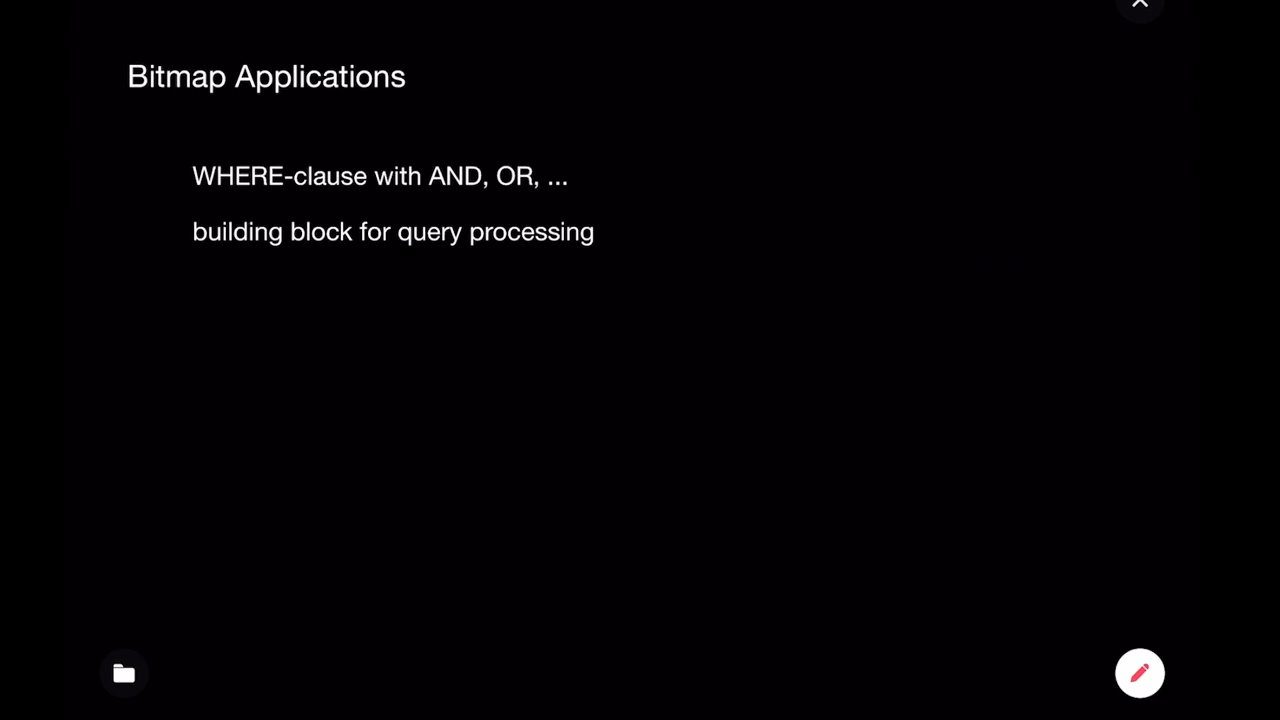 Bitmap Applications
WHERE-clause with AND, OR, ...
building block for query processing